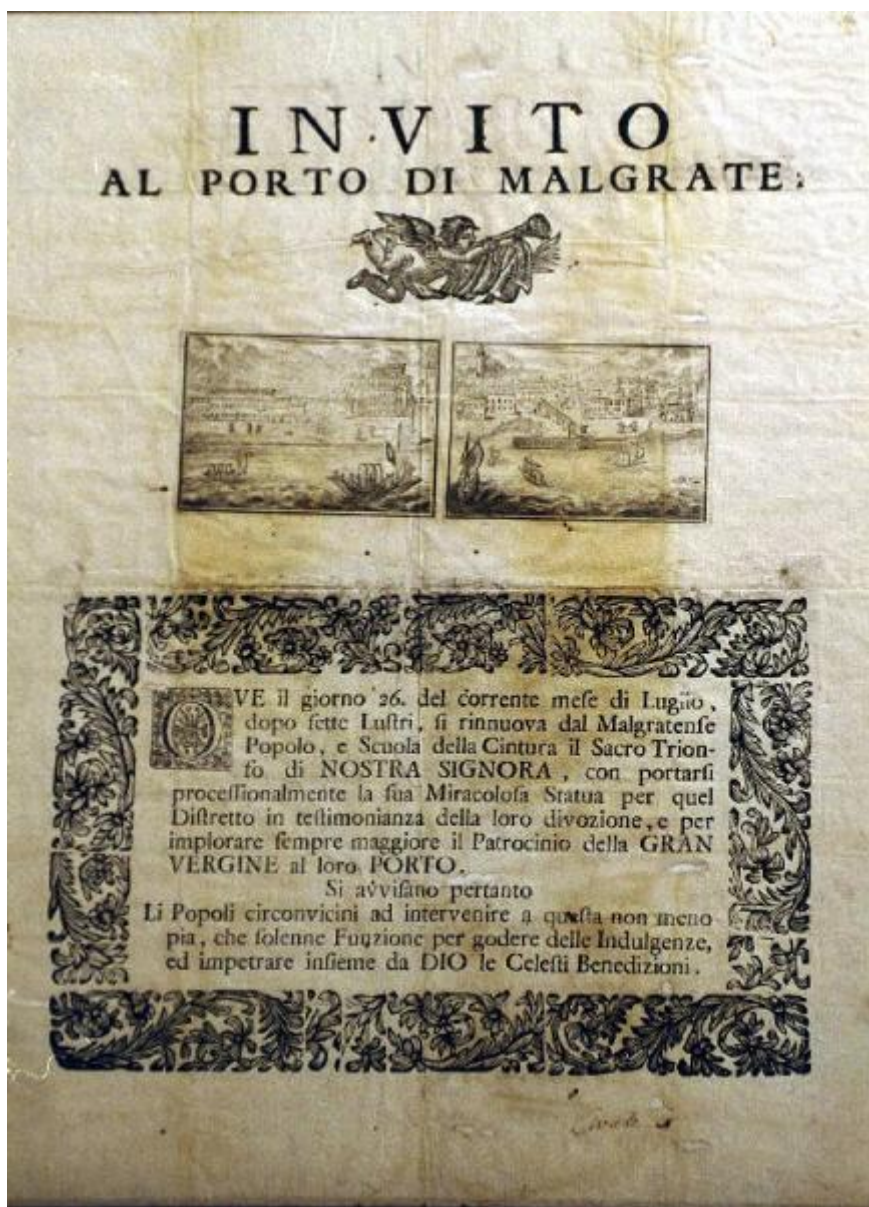 INVITO
AL PORTO DI MALGRATE.
OVE il giorno 26. del corrente mese di Luglio,
dopo ſette Luſtri, ſi rinnuova dal Malgratenſe
Popolo, e Scuola della Cintura il Sacro Trion-
fo di NOSTRA SIGNORA, con portarſi
proceſſionalmente la ſua Miracoloſa Statua per quel
Diſtretto in teſtimonianza della loro divozione, e per
implorare ſempre maggiore il Patrocinio della GRAN
VERGINE al loro PORTO.
Si avviſano pertanto
Li Popoli circonvicini ad intervenire a queſta non meno
pia, che ſolenne Funzione per godere delle Indulgenze,
ed impetrare inſieme da DIO le Celeſti Benedizioni.